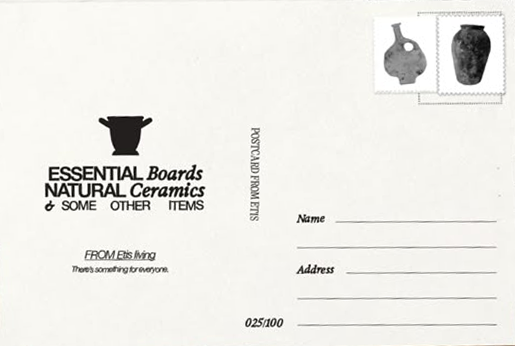 ESSENTIAL Boards
NATURAL Ceramics
& SOME OTHER ITEMS
FROM Etis living
There's something for everyone.
POSTCARD FROM ETIS
Name
Address
025/100